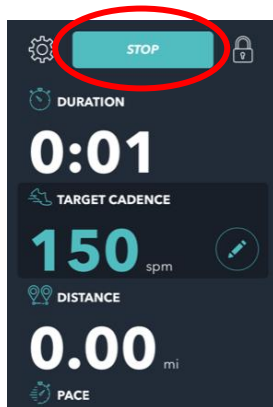 STOP
DURATION
0:01
TARGET CADENCE
150 spm
DISTANCE
0.00 mi
PACE